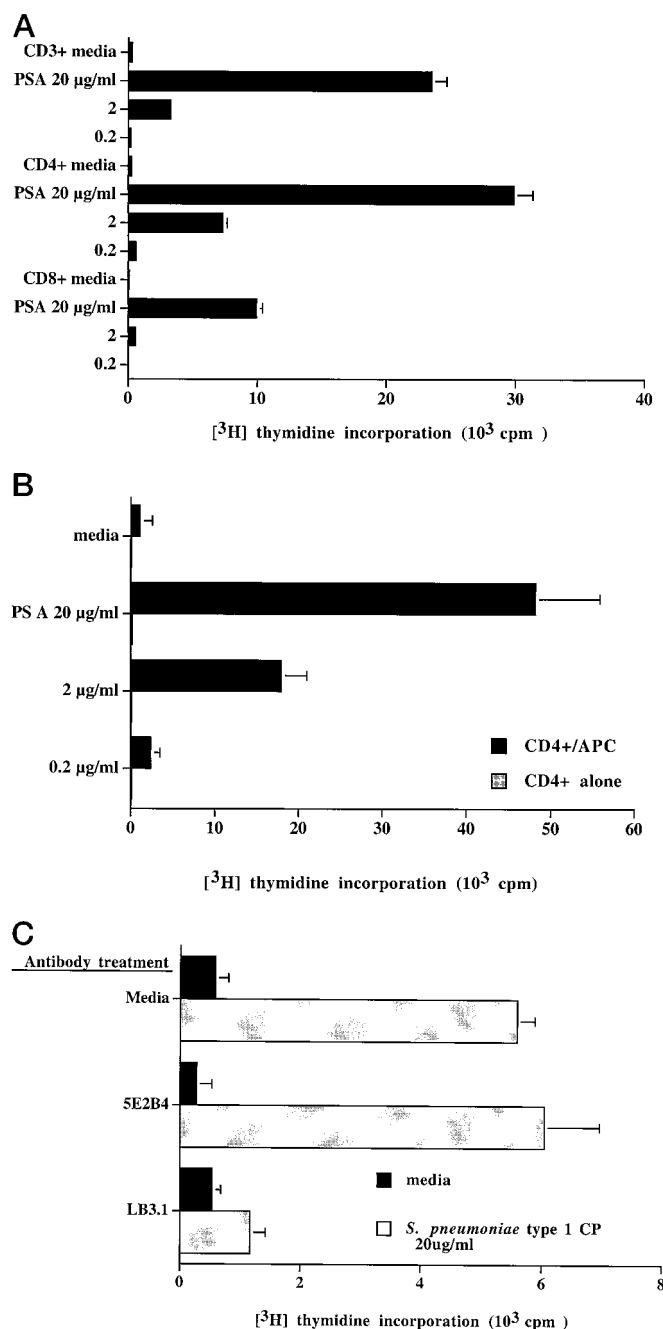 A
CD3+ media
PSA 20 µg/ml
2
0.2
CD4+ media
PSA 20 µg/ml
2
0.2
CD8+ media
PSA 20 µg/ml
2
0.2
0 10 20 30 40
[3H] thymidine incorporation (10³ cpm )
B
media
PS A 20 µg/ml
2 µg/ml
0.2 µg/ml
CD4+/APC
CD4+ alone
0 10 20 30 40 50 60
[³H] thymidine incorporation (10³ cpm)
C
Antibody treatment
Media
5E2B4
LB3.1
media
S. pneumoniae type 1 CP
20ug/ml
0 2 4 6 8
[³H] thymidine incorporation (10³ cpm)